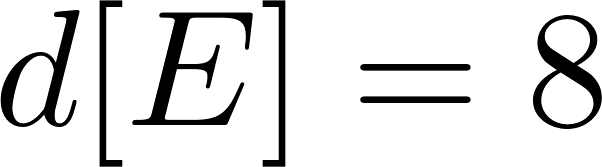 d[E] = 8